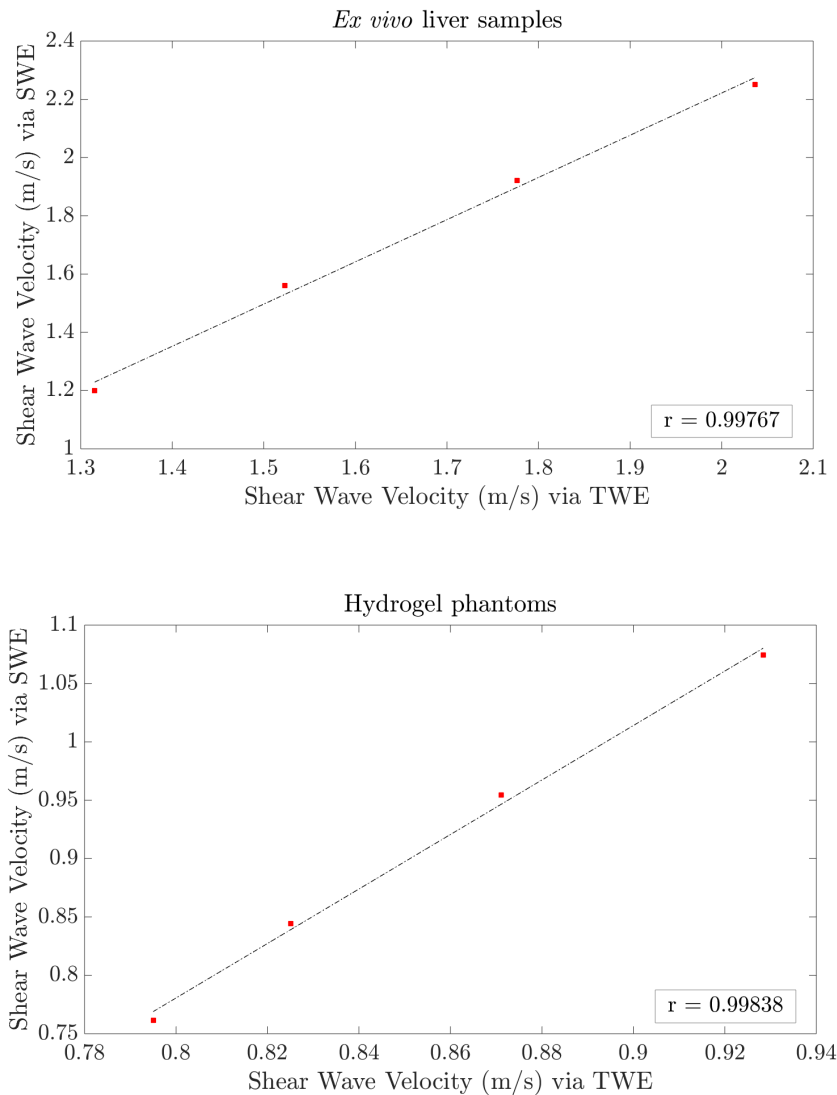 Ex vivo liver samples
Shear Wave Velocity (m/s) via SWE
2.4
2.2
2
1.8
1.6
1.4
1.2
1
r = 0.99767
1.3 1.4 1.5 1.6 1.7 1.8 1.9 2 2.1
Shear Wave Velocity (m/s) via TWE
Hydrogel phantoms
Shear Wave Velocity (m/s) via SWE
1.1
1.05
1
0.95
0.9
0.85
0.8
0.75
r = 0.99838
0.78 0.8 0.82 0.84 0.86 0.88 0.9 0.92 0.94
Shear Wave Velocity (m/s) via TWE